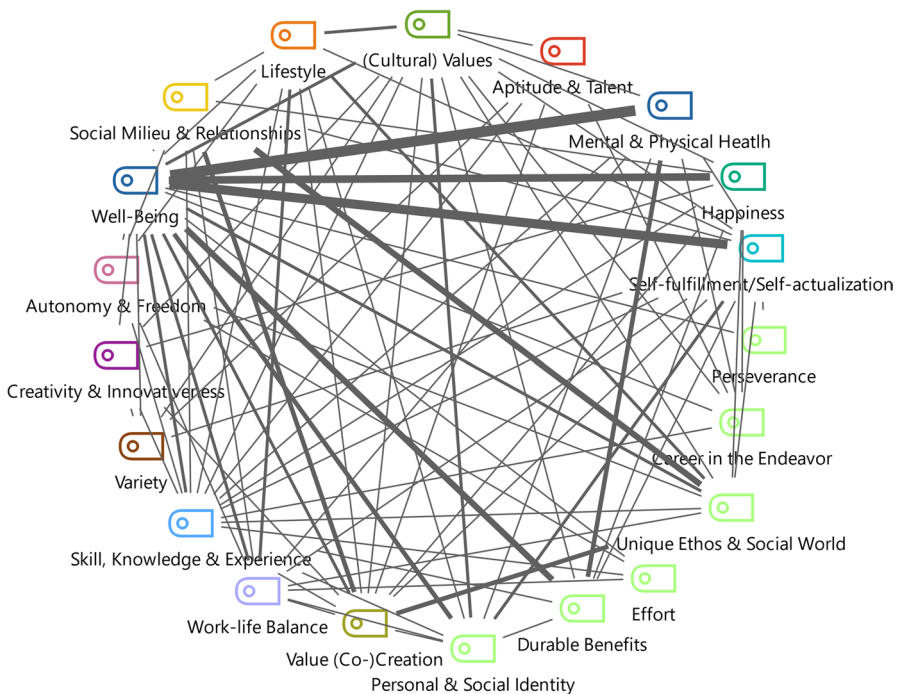 (Cultural) Values
Lifestyle
Aptitude & Talent
Social Milieu & Relationships
Mental & Physical Heatlh
Well-Being
Happiness
Self-fulfillment/Self-actualization
Autonomy & Freedom
Perseverance
Creativity & Innovativeness
Career in the Endeavor
Variety
Unique Ethos & Social World
Skill, Knowledge & Experience
Effort
Work-life Balance
Durable Benefits
Value (Co-)Creation
Personal & Social Identity